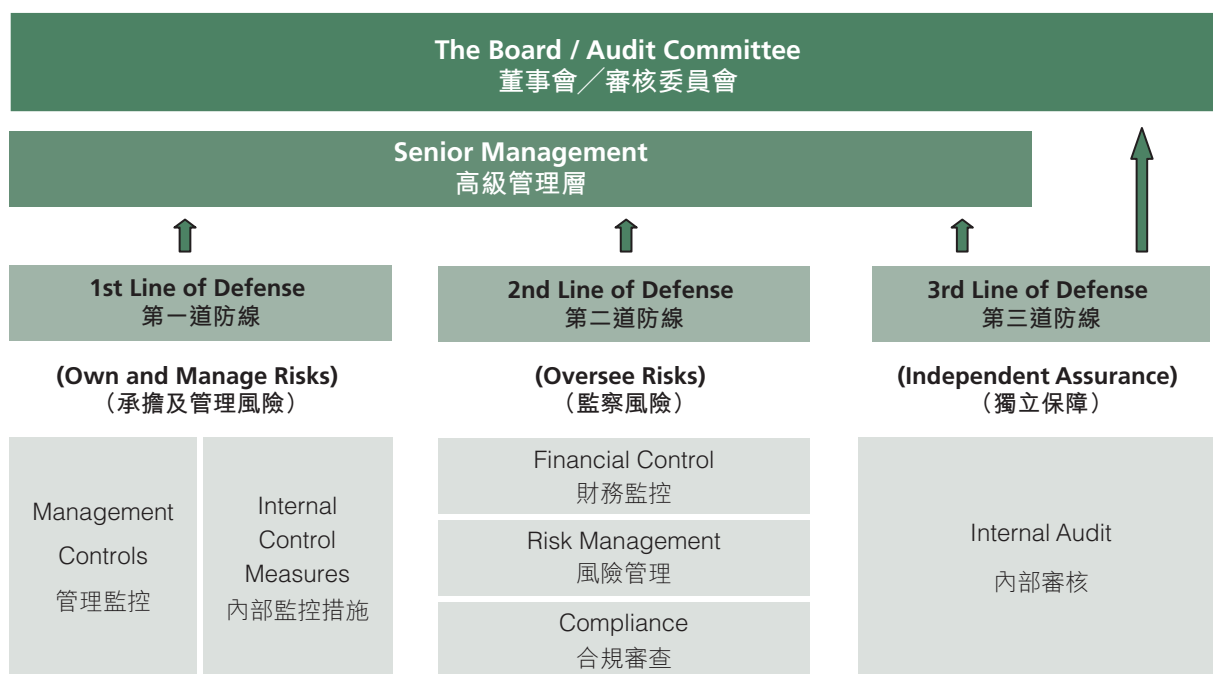 The Board / Audit Committee
董事會╱審核委員會
Senior Management
高級管理層
1st Line of Defense
第一道防線
(Own and Manage Risks)
（承擔及管理風險）
Management
Controls
管理監控
Internal
Control
Measures
內部監控措施
2nd Line of Defense
第二道防線
(Oversee Risks)
（監察風險）
Financial Control
財務監控
Risk Management
風險管理
Compliance
合規審查
3rd Line of Defense
第三道防線
(Independent Assurance)
（獨立保障）
Internal Audit
內部審核